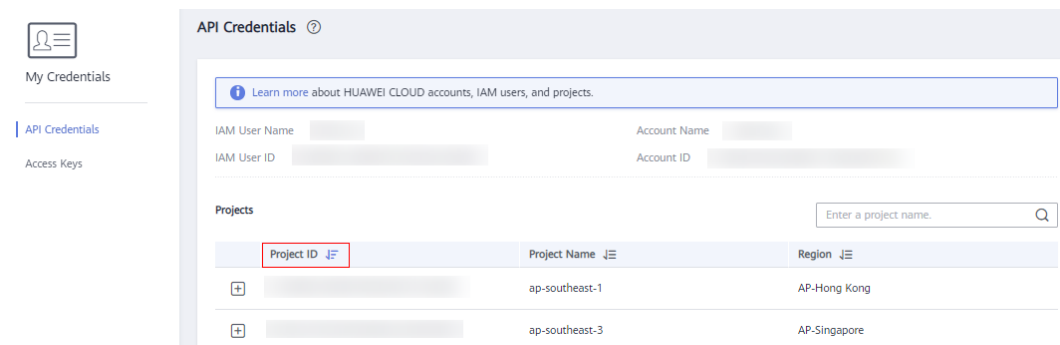 API Credentials
My Credentials
API Credentials
Access Keys
Learn more about HUAWEI CLOUD accounts, IAM users, and projects.
IAM User Name Account Name
IAM User ID Account ID
Projects
Enter a project name.
Project ID Project Name Region
ap-southeast-1 AP-Hong Kong
ap-southeast-3 AP-Singapore